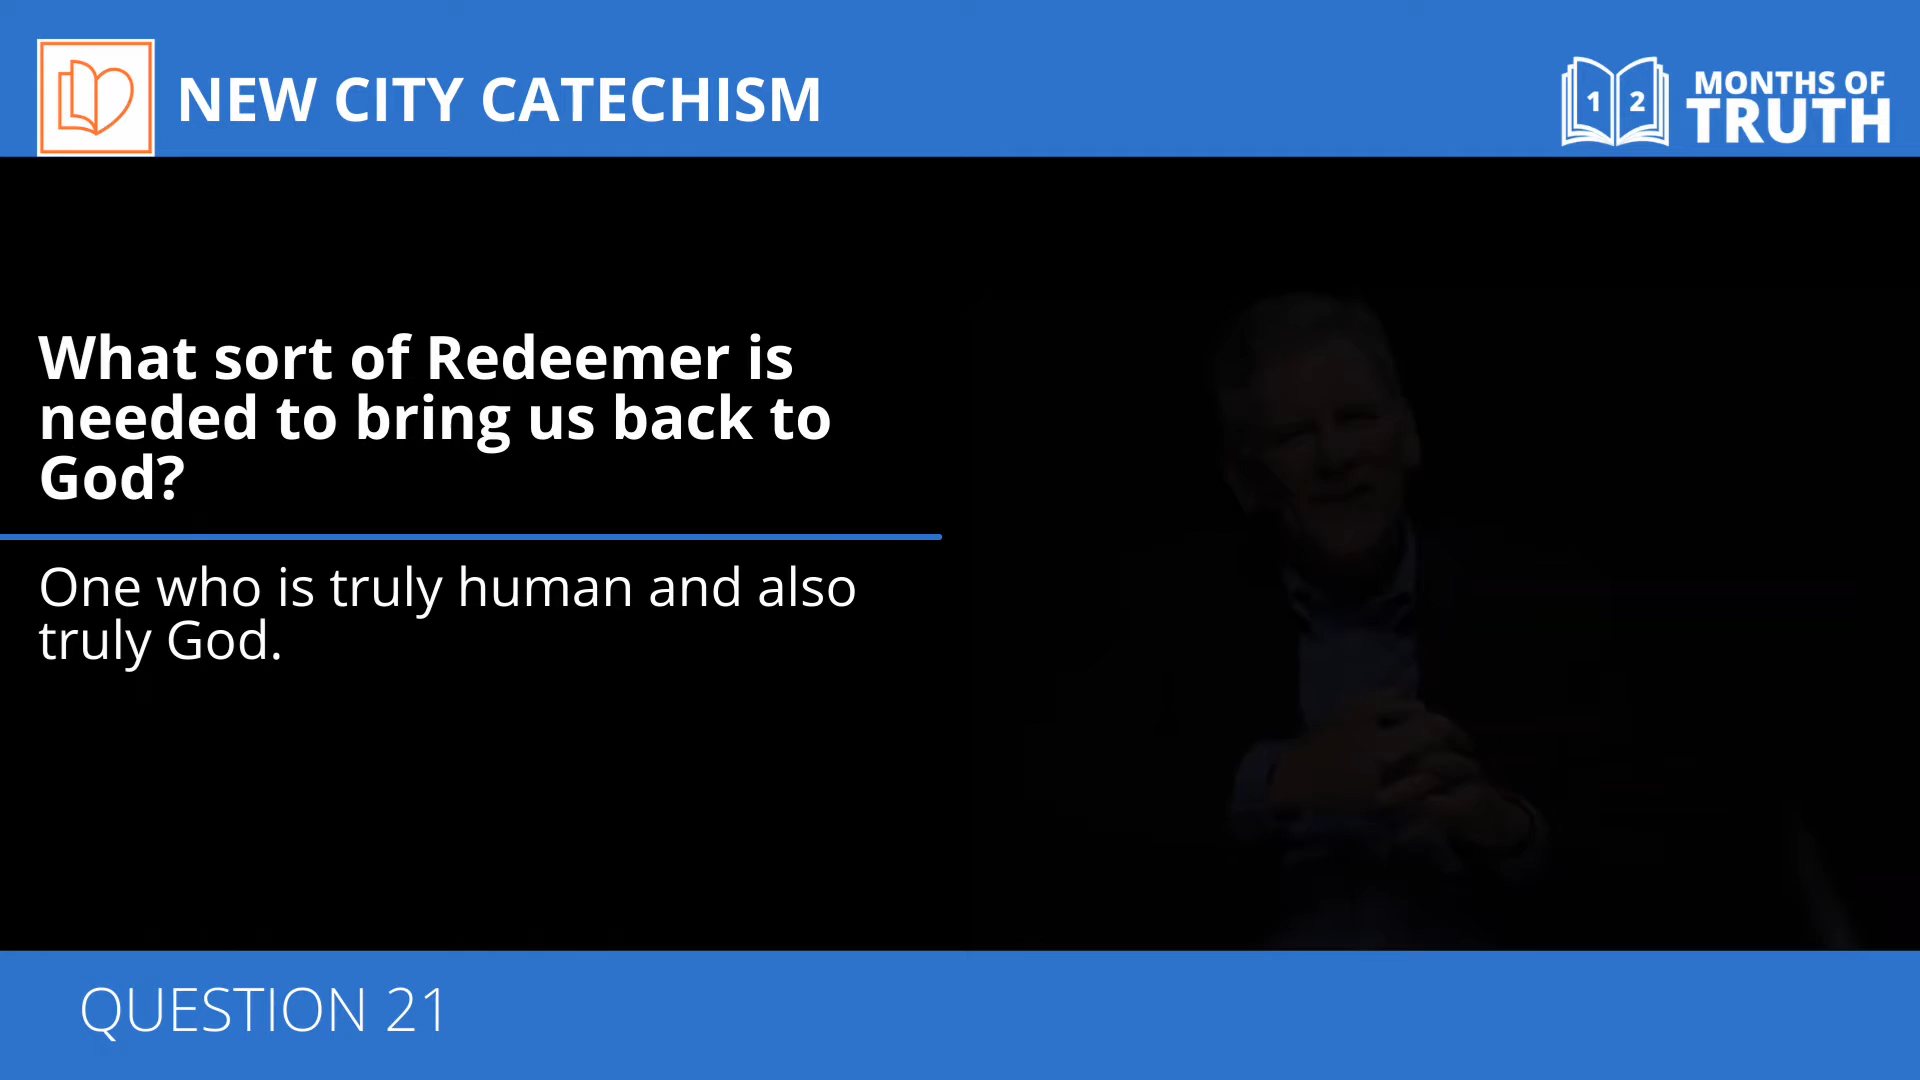 NEW CITY CATECHISM
1 2
MONTHS OF
TRUTH
What sort of Redeemer is
needed to bring us back to
God?
One who is truly human and also
truly God.
QUESTION 21